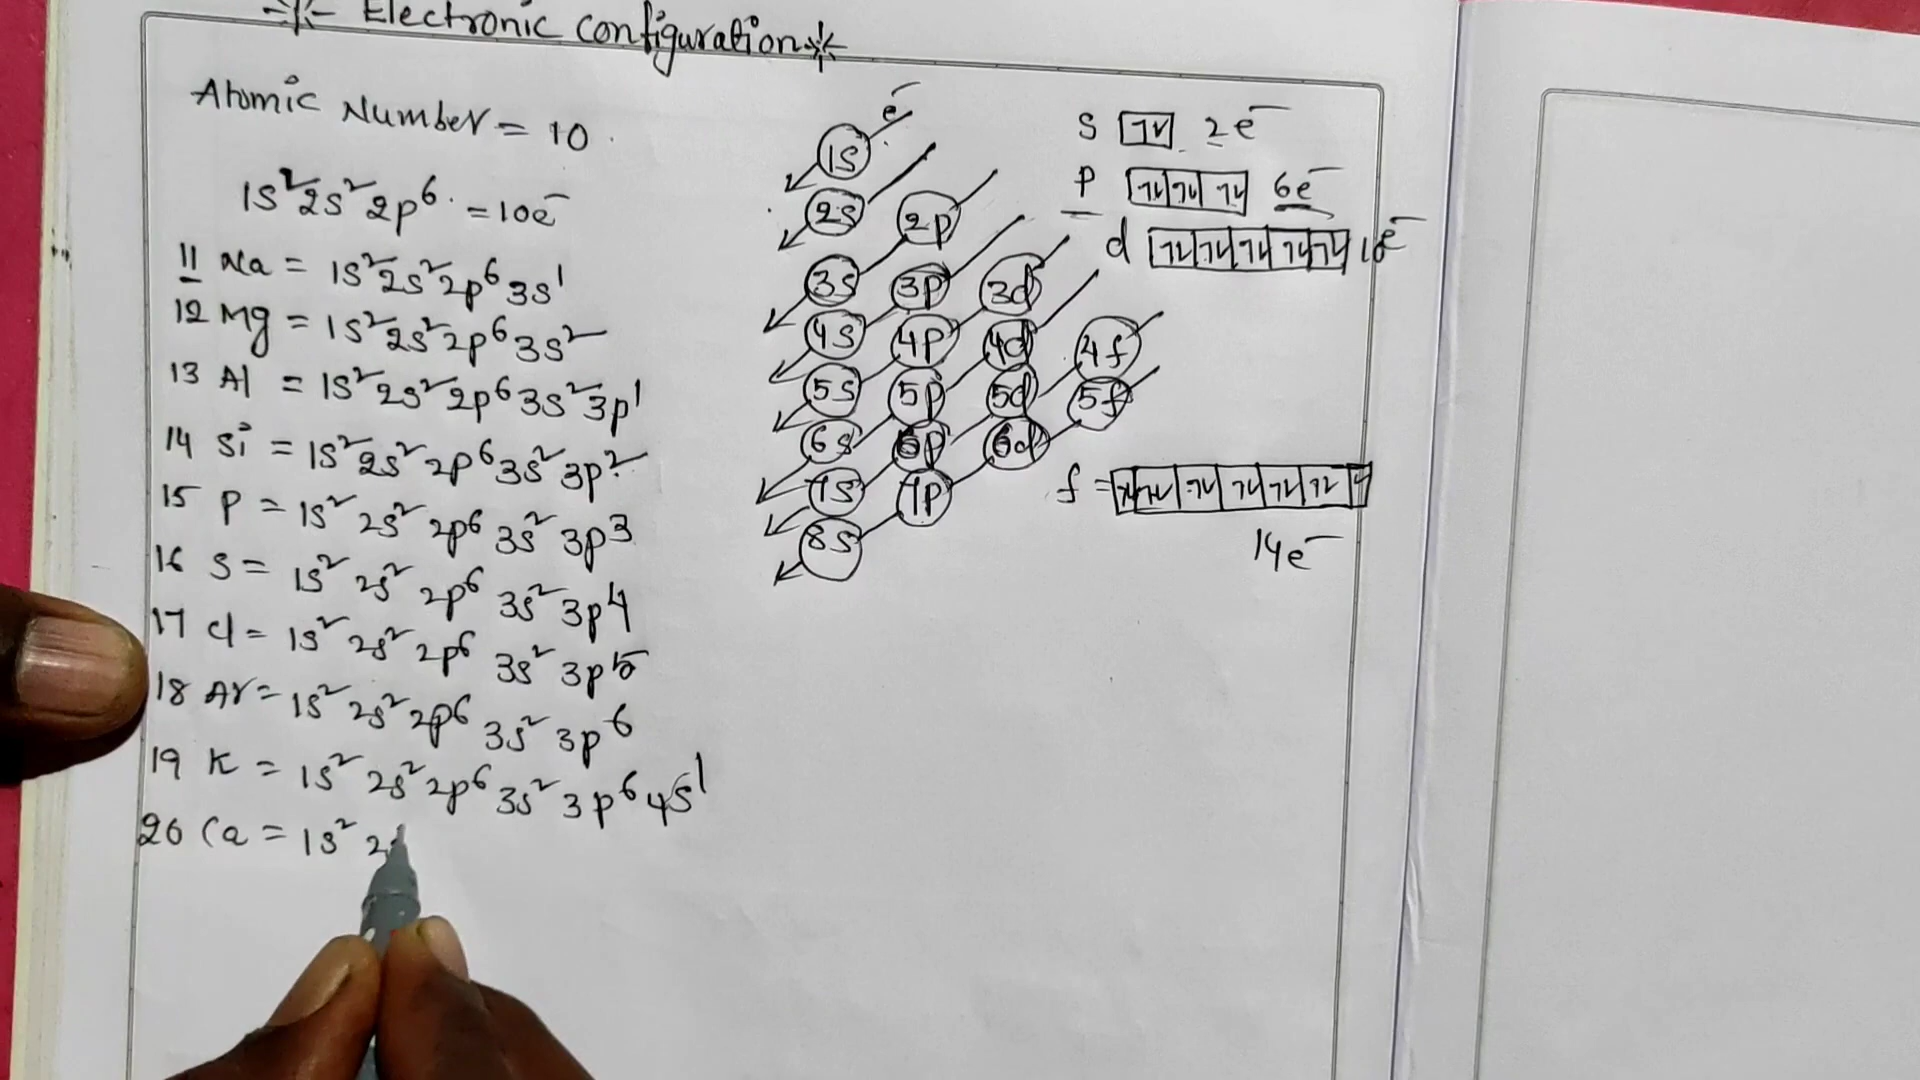 Electronic configuration
Atomic Number = 10
1s² 2s² 2p⁶ = 10e⁻
11 Na = 1s² 2s² 2p⁶ 3s¹
12 Mg = 1s² 2s² 2p⁶ 3s²
13 Al = 1s² 2s² 2p⁶ 3s² 3p¹
14 Si = 1s² 2s² 2p⁶ 3s² 3p²
15 P = 1s² 2s² 2p⁶ 3s² 3p³
16 S = 1s² 2s² 2p⁶ 3s² 3p⁴
17 Cl = 1s² 2s² 2p⁶ 3s² 3p⁵
18 Ar = 1s² 2s² 2p⁶ 3s² 3p⁶
19 K = 1s² 2s² 2p⁶ 3s² 3p⁶ 4s¹
20 Ca = 1s² 2
e⁻
1s
2s 2p
3s 3p 3d
4s 4p 4d 4f
5s 5p 5d 5f
6s 6p 6d
7s 7p
8s
s 2e⁻
p 6e⁻
d 10e⁻
f =
14e⁻